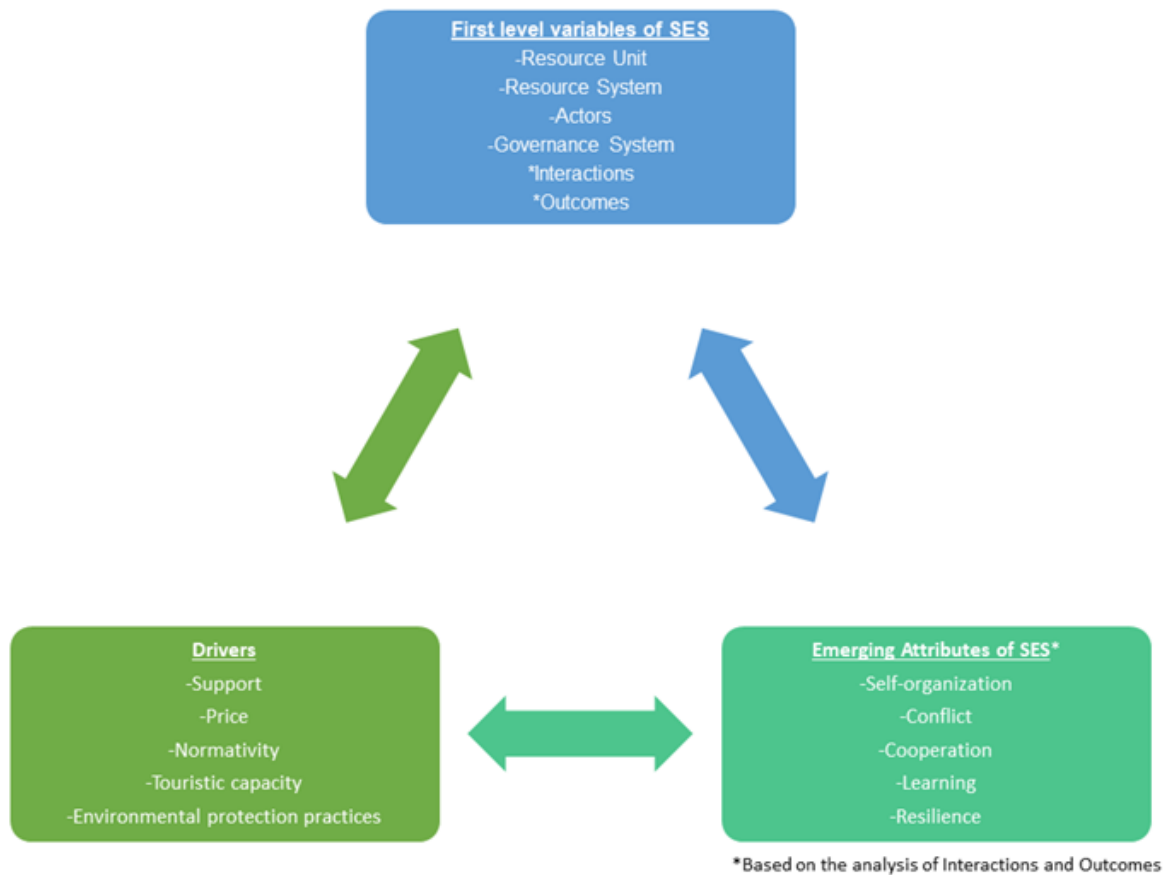 First level variables of SES
-Resource Unit
-Resource System
-Actors
-Governance System
*Interactions
*Outcomes
Drivers
-Support
-Price
-Normativity
-Touristic capacity
-Environmental protection practices
Emerging Attributes of SES*
-Self-organization
-Conflict
-Cooperation
-Learning
-Resilience
*Based on the analysis of Interactions and Outcomes